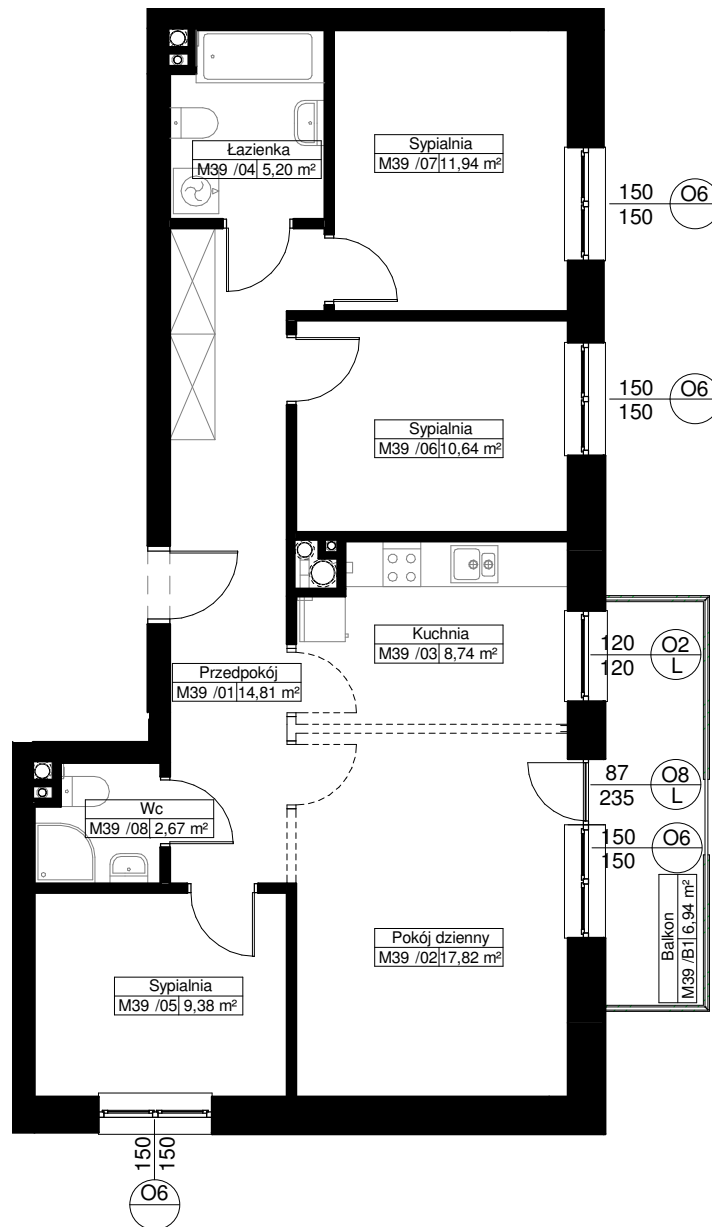 Łazienka
M39 /04 5,20 m²
Sypialnia
M39 /07 11,94 m²
150
150
O6
Sypialnia
M39 /06 10,64 m²
150
150
O6
Kuchnia
M39 /03 8,74 m²
120
120
O2
L
Przedpokój
M39 /01 14,81 m²
87
235
O8
L
Wc
M39 /08 2,67 m²
150
150
O6
Balkon
M39 /B1 6,94 m²
Pokój dzienny
M39 /02 17,82 m²
Sypialnia
M39 /05 9,38 m²
150
150
O6